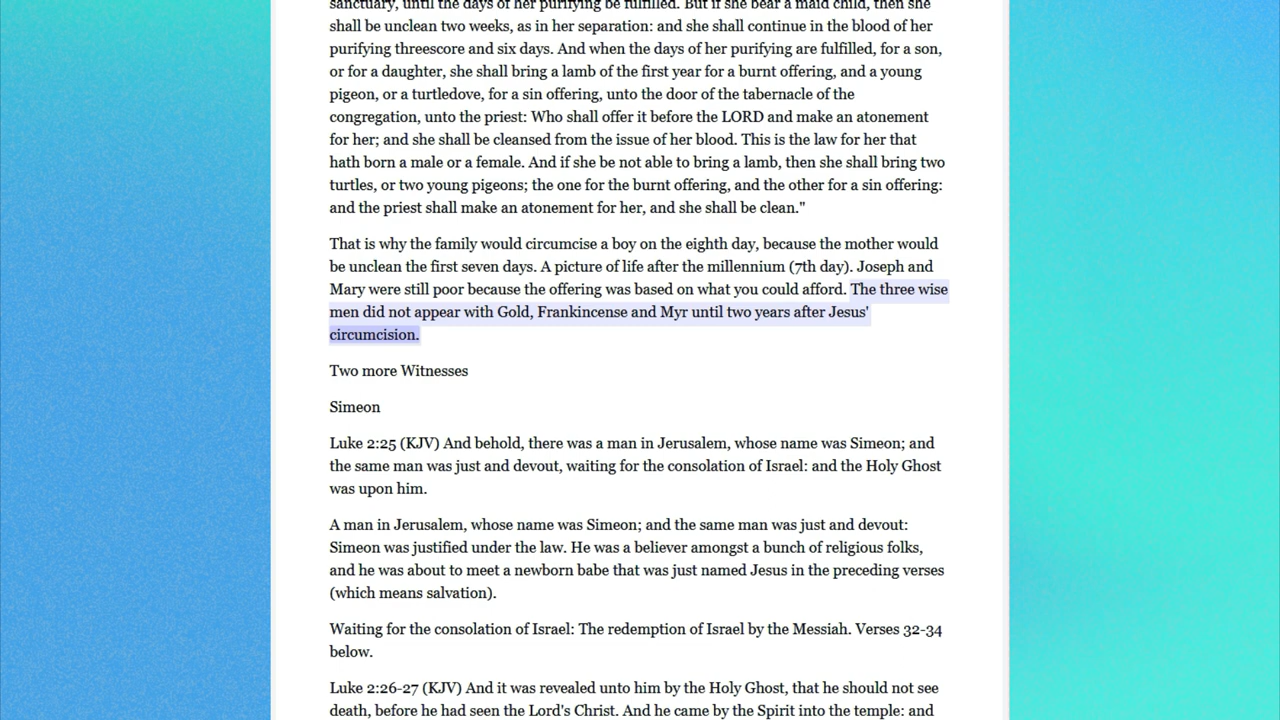 sanctuary, until the days of her purifying be fulfilled. But if she bear a maid child, then she
shall be unclean two weeks, as in her separation: and she shall continue in the blood of her
purifying threescore and six days. And when the days of her purifying are fulfilled, for a son,
or for a daughter, she shall bring a lamb of the first year for a burnt offering, and a young
pigeon, or a turtledove, for a sin offering, unto the door of the tabernacle of the
congregation, unto the priest: Who shall offer it before the LORD and make an atonement
for her; and she shall be cleansed from the issue of her blood. This is the law for her that
hath born a male or a female. And if she be not able to bring a lamb, then she shall bring two
turtles, or two young pigeons; the one for the burnt offering, and the other for a sin offering:
and the priest shall make an atonement for her, and she shall be clean."
That is why the family would circumcise a boy on the eighth day, because the mother would
be unclean the first seven days. A picture of life after the millennium (7th day). Joseph and
Mary were still poor because the offering was based on what you could afford. The three wise
men did not appear with Gold, Frankincense and Myr until two years after Jesus'
circumcision.
Two more Witnesses
Simeon
Luke 2:25 (KJV) And behold, there was a man in Jerusalem, whose name was Simeon; and
the same man was just and devout, waiting for the consolation of Israel: and the Holy Ghost
was upon him.
A man in Jerusalem, whose name was Simeon; and the same man was just and devout:
Simeon was justified under the law. He was a believer amongst a bunch of religious folks,
and he was about to meet a newborn babe that was just named Jesus in the preceding verses
(which means salvation).
Waiting for the consolation of Israel: The redemption of Israel by the Messiah. Verses 32-34
below.
Luke 2:26-27 (KJV) And it was revealed unto him by the Holy Ghost, that he should not see
death, before he had seen the Lord's Christ. And he came by the Spirit into the temple: and